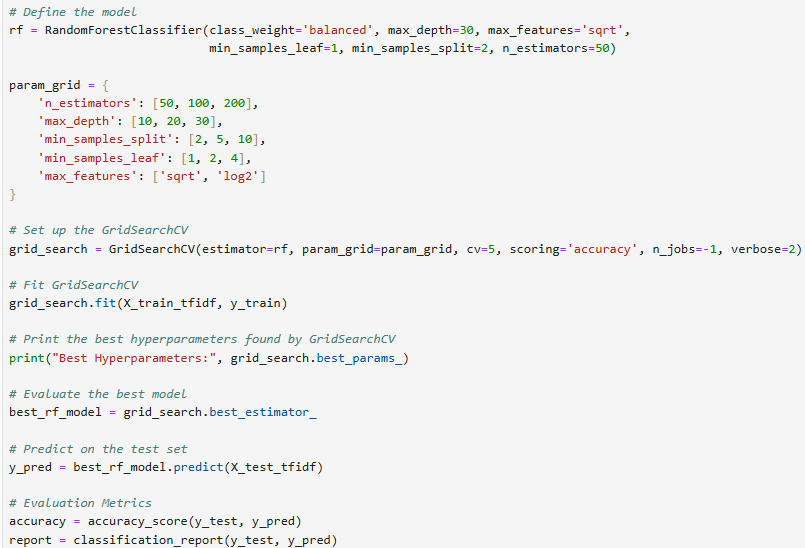 # Define the model
rf = RandomForestClassifier(class_weight='balanced', max_depth=30, max_features='sqrt',
                            min_samples_leaf=1, min_samples_split=2, n_estimators=50)

param_grid = {
    'n_estimators': [50, 100, 200],
    'max_depth': [10, 20, 30],
    'min_samples_split': [2, 5, 10],
    'min_samples_leaf': [1, 2, 4],
    'max_features': ['sqrt', 'log2']
}

# Set up the GridSearchCV
grid_search = GridSearchCV(estimator=rf, param_grid=param_grid, cv=5, scoring='accuracy', n_jobs=-1, verbose=2)

# Fit GridSearchCV
grid_search.fit(X_train_tfidf, y_train)

# Print the best hyperparameters found by GridSearchCV
print("Best Hyperparameters:", grid_search.best_params_)

# Evaluate the best model
best_rf_model = grid_search.best_estimator_

# Predict on the test set
y_pred = best_rf_model.predict(X_test_tfidf)

# Evaluation Metrics
accuracy = accuracy_score(y_test, y_pred)
report = classification_report(y_test, y_pred)